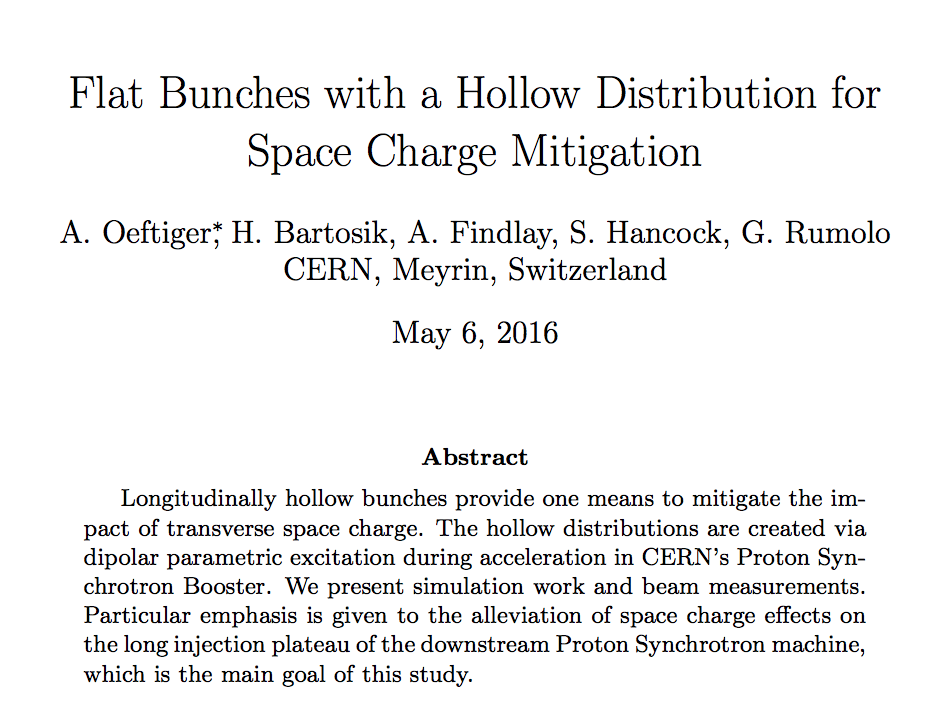 Flat Bunches with a Hollow Distribution for
Space Charge Mitigation
A. Oeftiger*, H. Bartosik, A. Findlay, S. Hancock, G. Rumolo
CERN, Meyrin, Switzerland
May 6, 2016
Abstract
Longitudinally hollow bunches provide one means to mitigate the im-
pact of transverse space charge. The hollow distributions are created via
dipolar parametric excitation during acceleration in CERN's Proton Syn-
chrotron Booster. We present simulation work and beam measurements.
Particular emphasis is given to the alleviation of space charge effects on
the long injection plateau of the downstream Proton Synchrotron machine,
which is the main goal of this study.